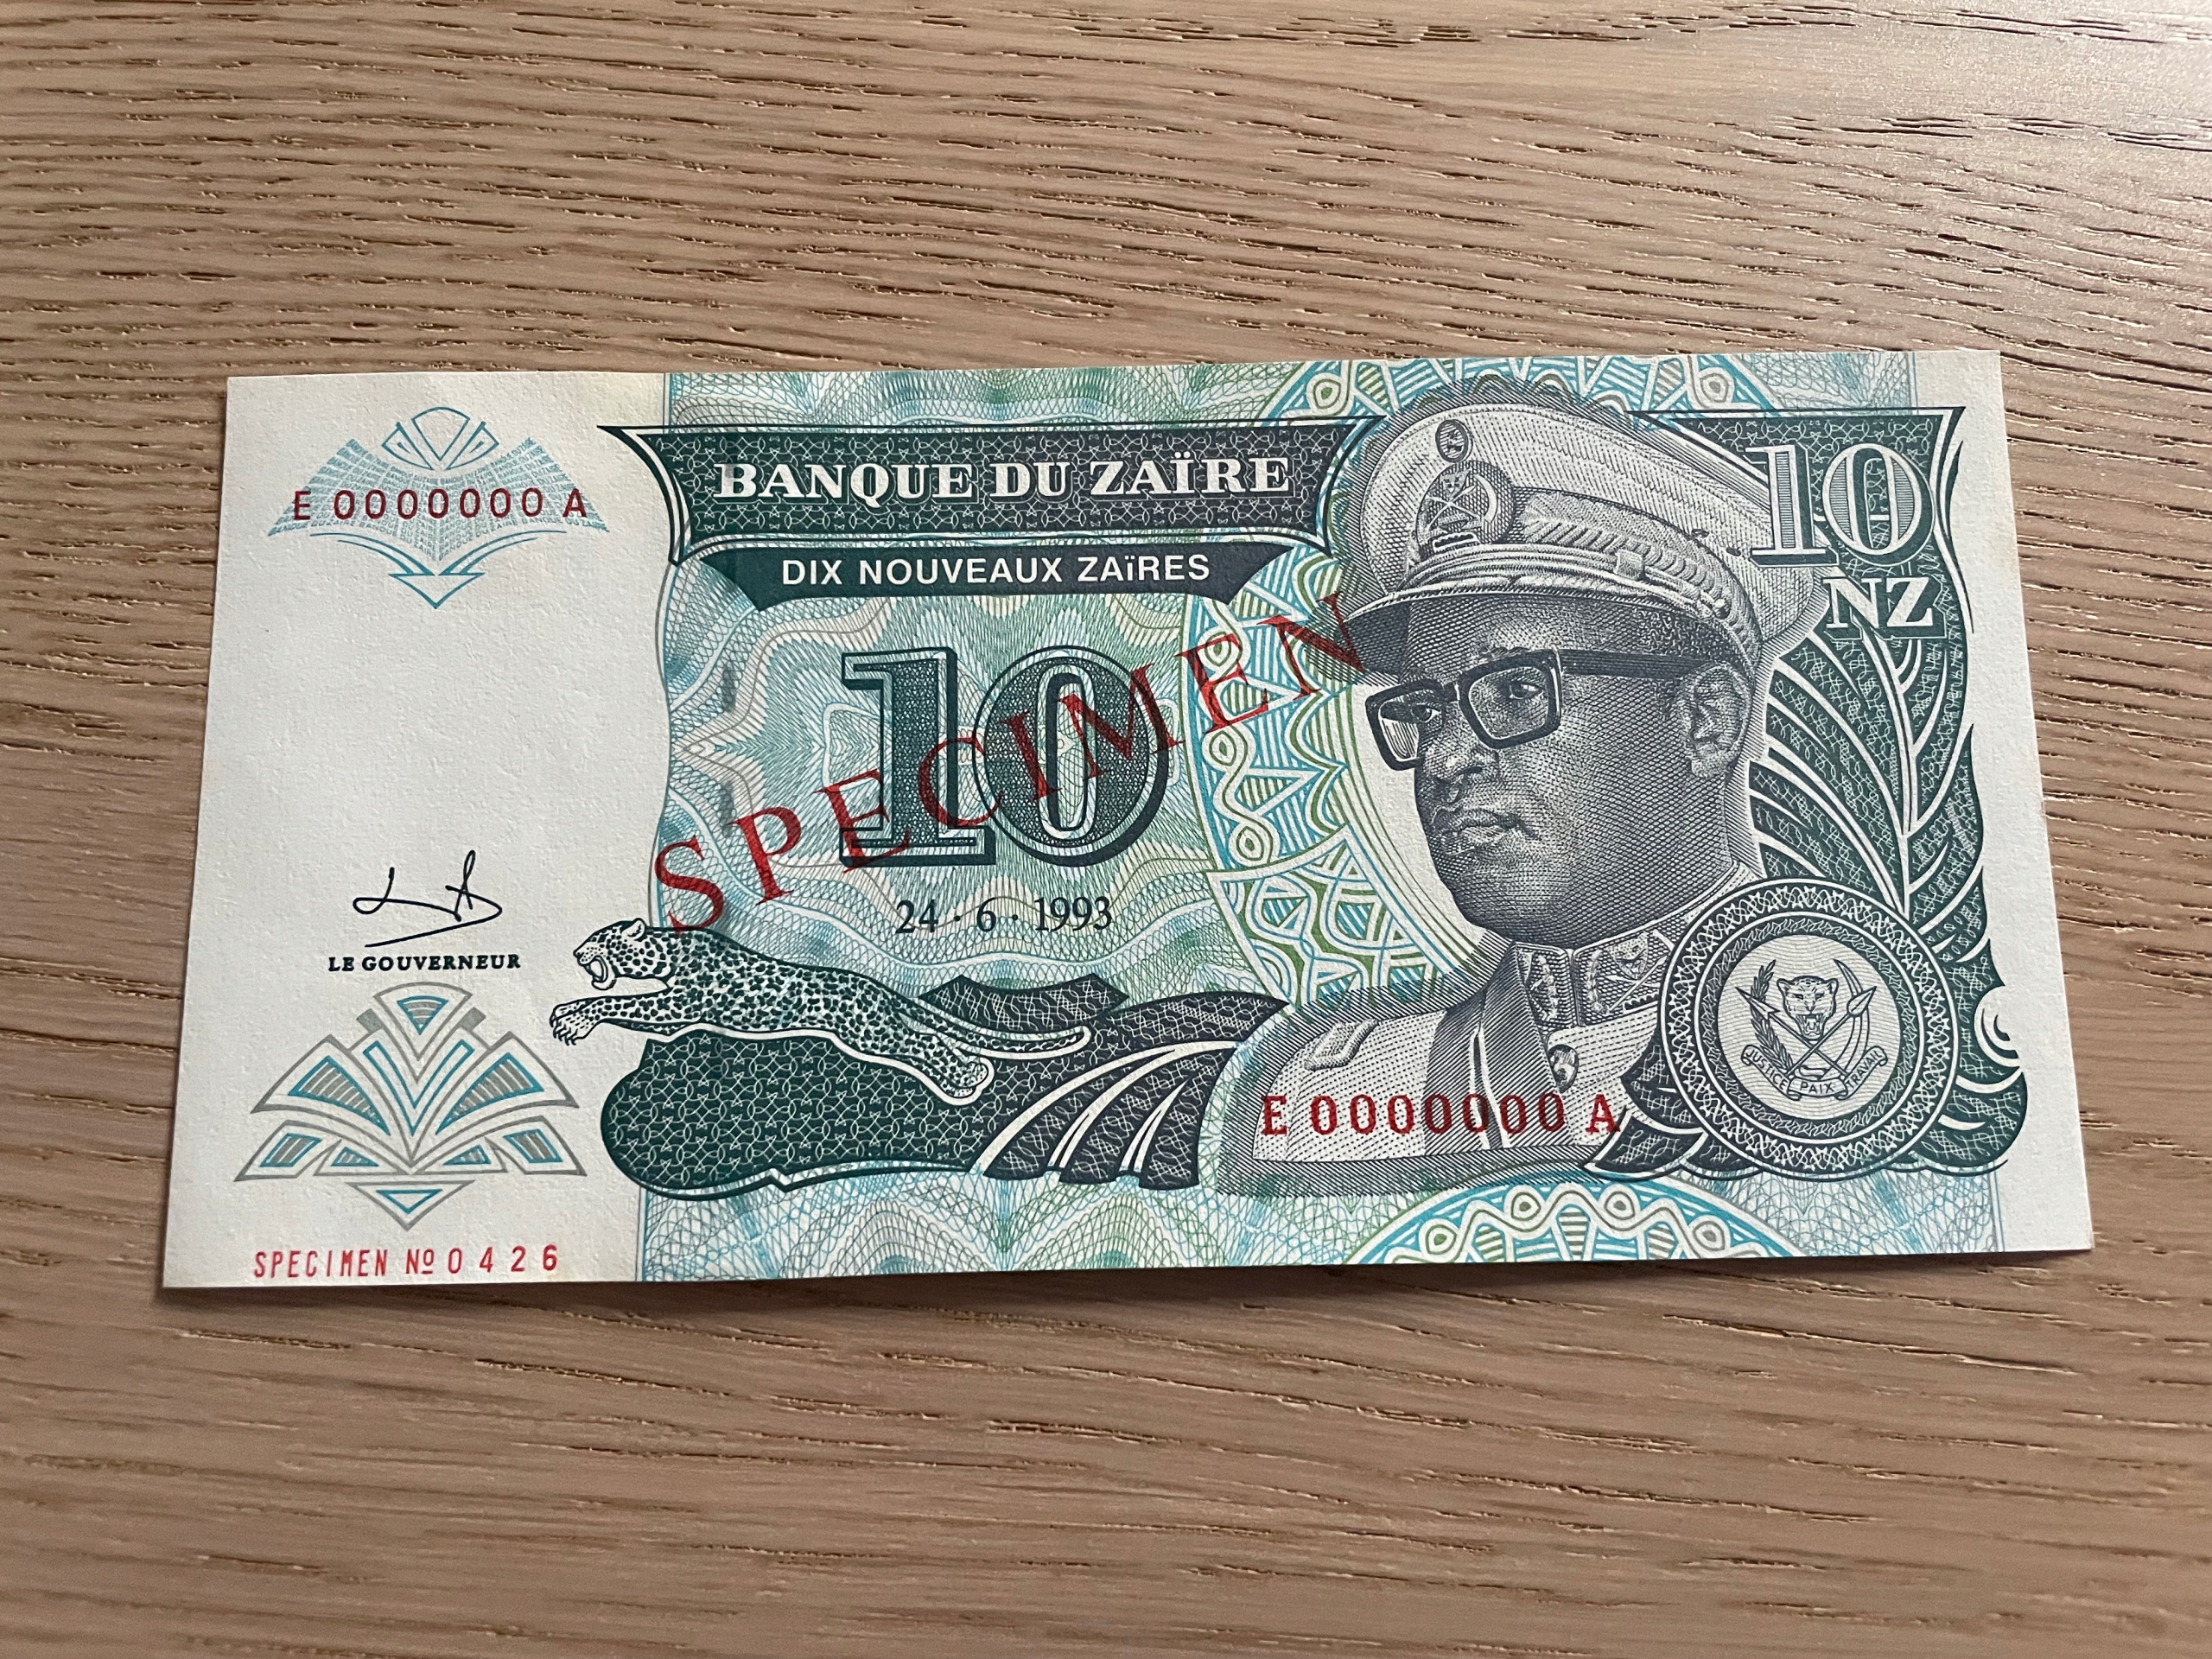 E 0000000 A
BANQUE DU ZAÏRE
10
NZ
DIX NOUVEAUX ZAÏRES
10
SPECIMEN
24·6·1993
LE GOUVERNEUR
JUSTICE PAIX TRAVAIL
E 0000000 A
SPECIMEN Nº 0426